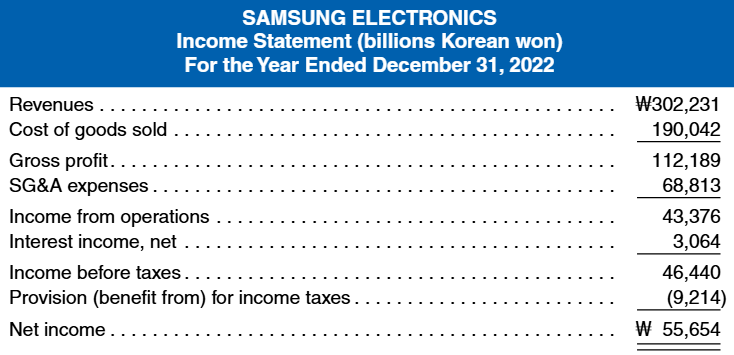 SAMSUNG ELECTRONICS
Income Statement (billions Korean won)
For the Year Ended December 31, 2022
Revenues . . . . . . . . . . . . . . . . . . . . . . . . . . . . . . . . . . . . . . . . . . . . . . . . ₩302,231
Cost of goods sold . . . . . . . . . . . . . . . . . . . . . . . . . . . . . . . . . . . . . . . . . 190,042
Gross profit . . . . . . . . . . . . . . . . . . . . . . . . . . . . . . . . . . . . . . . . . . . . . . . 112,189
SG&A expenses . . . . . . . . . . . . . . . . . . . . . . . . . . . . . . . . . . . . . . . . . . . 68,813
Income from operations . . . . . . . . . . . . . . . . . . . . . . . . . . . . . . . . . . . . . 43,376
Interest income, net . . . . . . . . . . . . . . . . . . . . . . . . . . . . . . . . . . . . . . . . 3,064
Income before taxes . . . . . . . . . . . . . . . . . . . . . . . . . . . . . . . . . . . . . . . . 46,440
Provision (benefit from) for income taxes . . . . . . . . . . . . . . . . . . . . . . . . (9,214)
Net income . . . . . . . . . . . . . . . . . . . . . . . . . . . . . . . . . . . . . . . . . . . . . . . ₩ 55,654